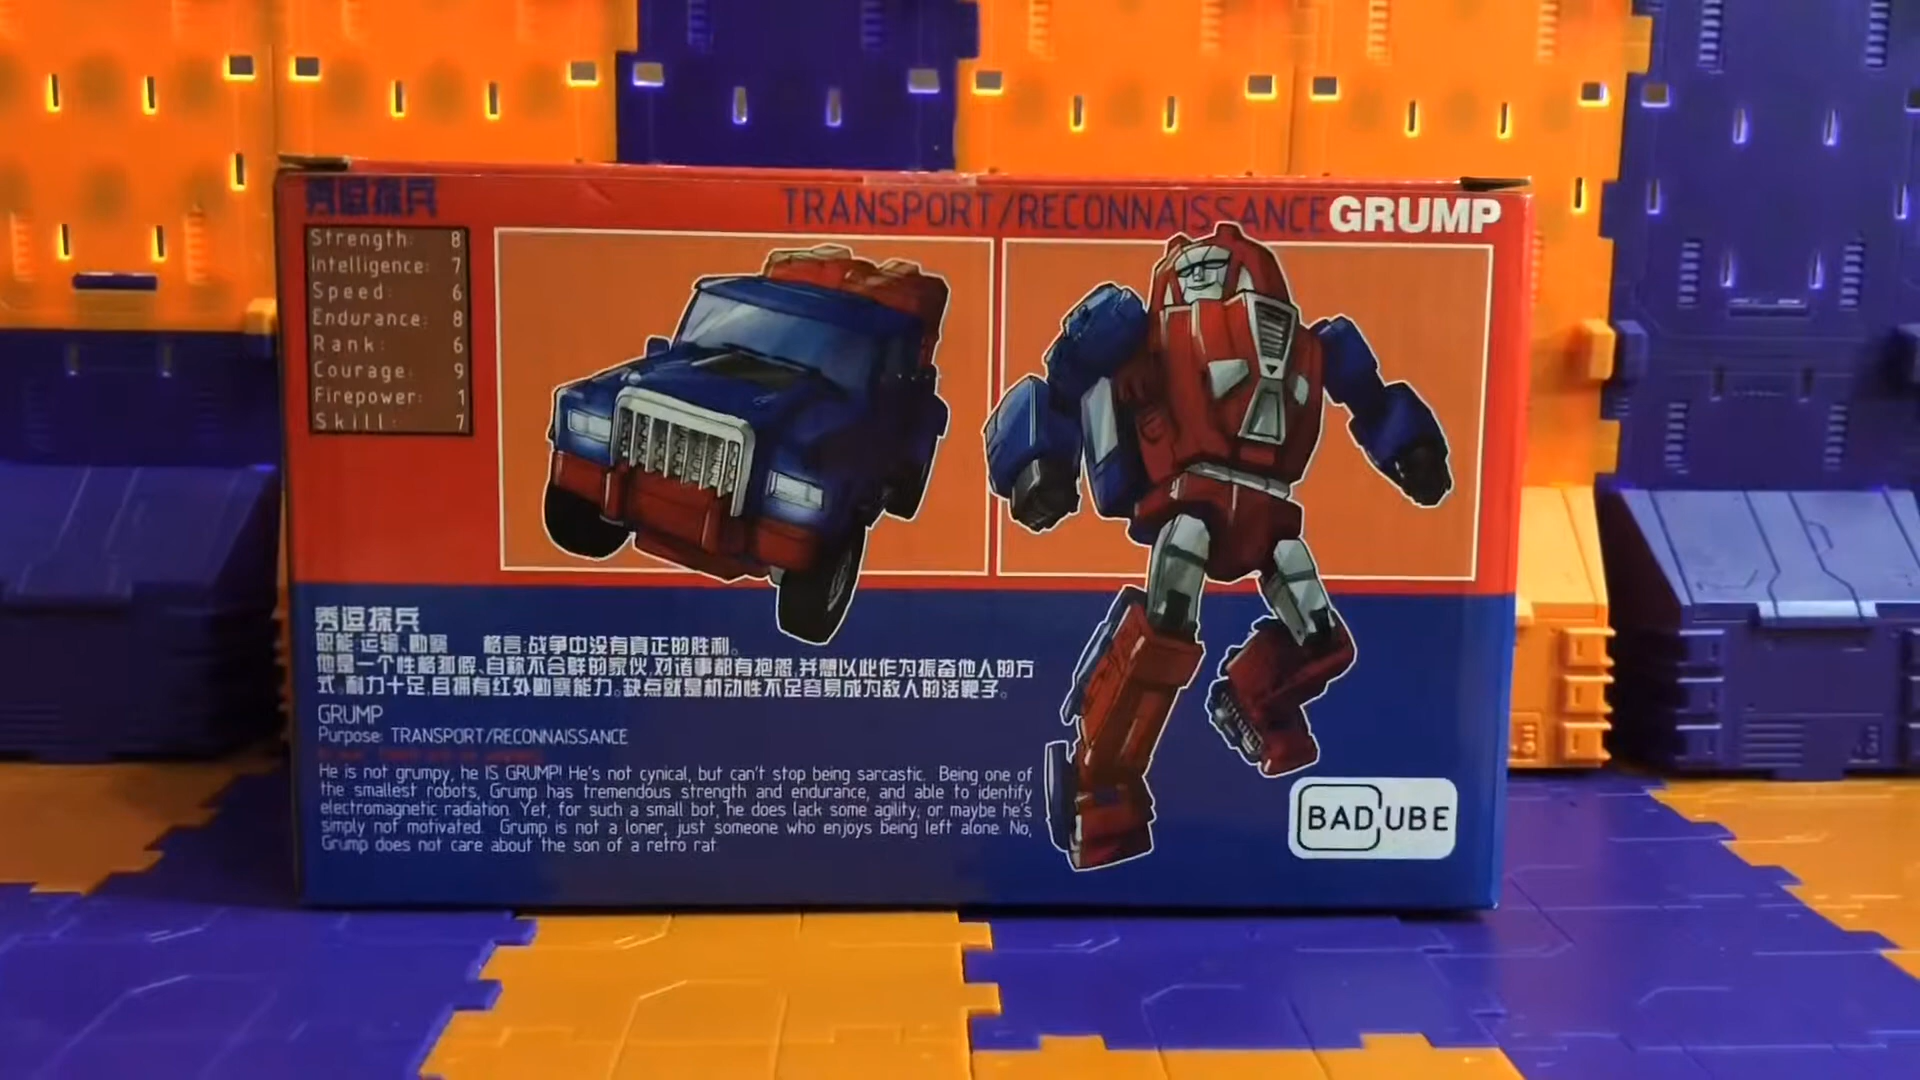 秀逗探兵
TRANSPORT/RECONNAISSANCE GRUMP
Strength: 8
Intelligence: 7
Speed: 6
Endurance: 8
Rank: 6
Courage: 9
Firepower: 1
Skill: 7
秀逗探兵
职能:运输、勘察 格言:战争中没有真正的胜利。
他是一个性格孤僻、自称不合群的家伙,对诸事都有抱怨,并想以此作为振奋他人的方
式。耐力十足,且拥有红外勘察能力。缺点就是机动性不足容易成为敌人的活靶子。
GRUMP
Purpose: TRANSPORT/RECONNAISSANCE
He is not grumpy, he IS GRUMP! He's not cynical, but can't stop being sarcastic. Being one of
the smallest robots, Grump has tremendous strength and endurance, and able to identify
electromagnetic radiation. Yet, for such a small bot, he does lack some agility; or maybe he's
simply not motivated. Grump is not a loner, just someone who enjoys being left alone. No,
Grump does not care about the son of a retro rat.
BADCUBE